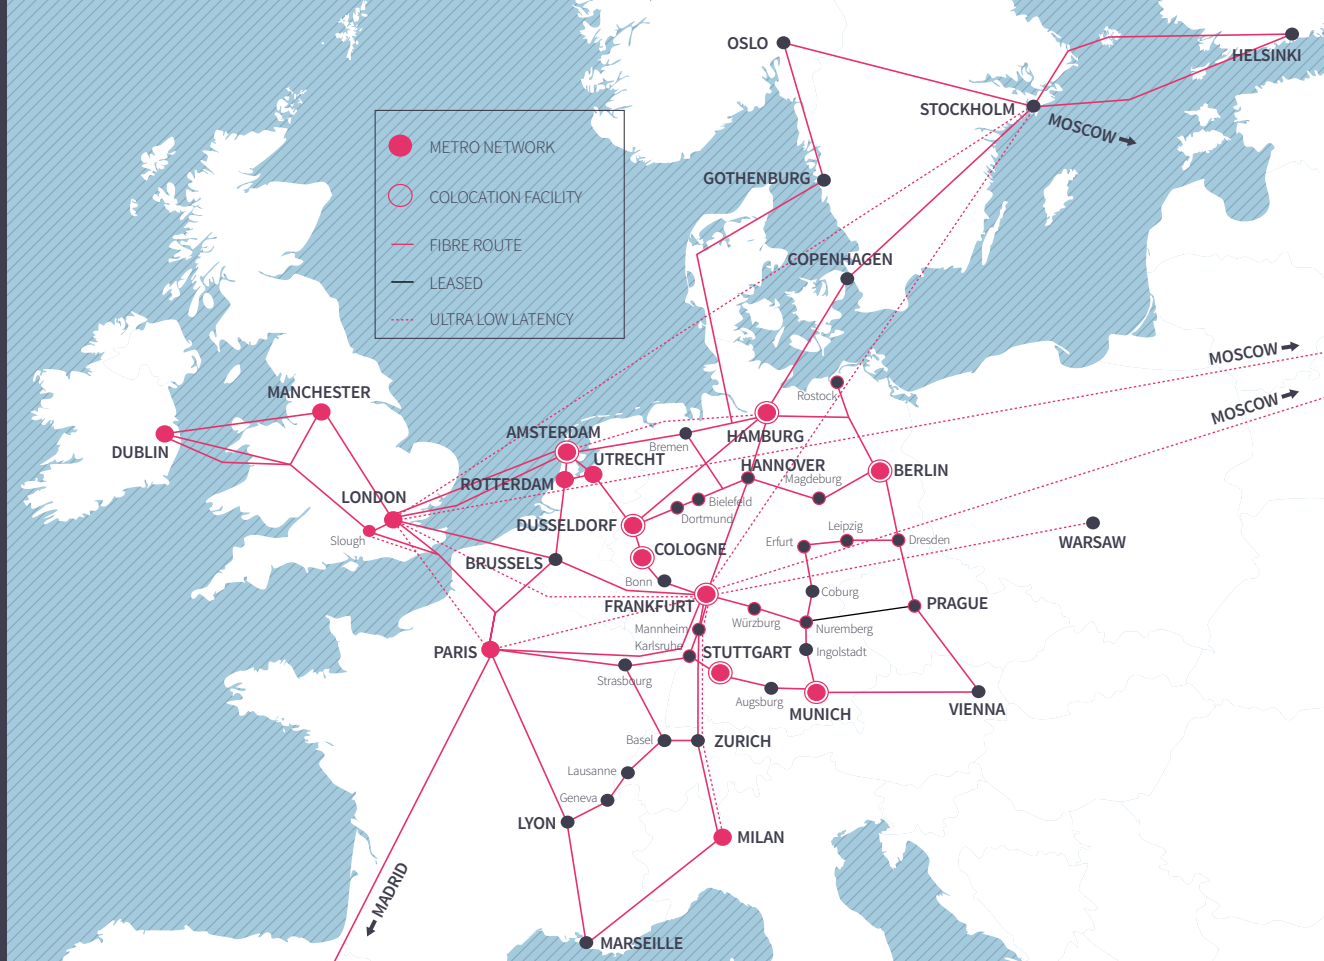 OSLO
HELSINKI
STOCKHOLM
MOSCOW
METRO NETWORK
COLOCATION FACILITY
FIBRE ROUTE
LEASED
ULTRA LOW LATENCY
GOTHENBURG
COPENHAGEN
MOSCOW
MOSCOW
MANCHESTER
DUBLIN
Rostock
AMSTERDAM
HAMBURG
Bremen
UTRECHT
HANNOVER
BERLIN
ROTTERDAM
Magdeburg
LONDON
Bielefeld
Dortmund
DUSSELDORF
Leipzig
Slough
Erfurt
Dresden
WARSAW
COLOGNE
BRUSSELS
Bonn
Coburg
FRANKFURT
PRAGUE
Würzburg
Mannheim
Nuremberg
Karlsruhe
PARIS
STUTTGART
Ingolstadt
Strasbourg
Augsburg
MUNICH
VIENNA
Basel
ZURICH
Lausanne
Geneva
LYON
MILAN
MADRID
MARSEILLE